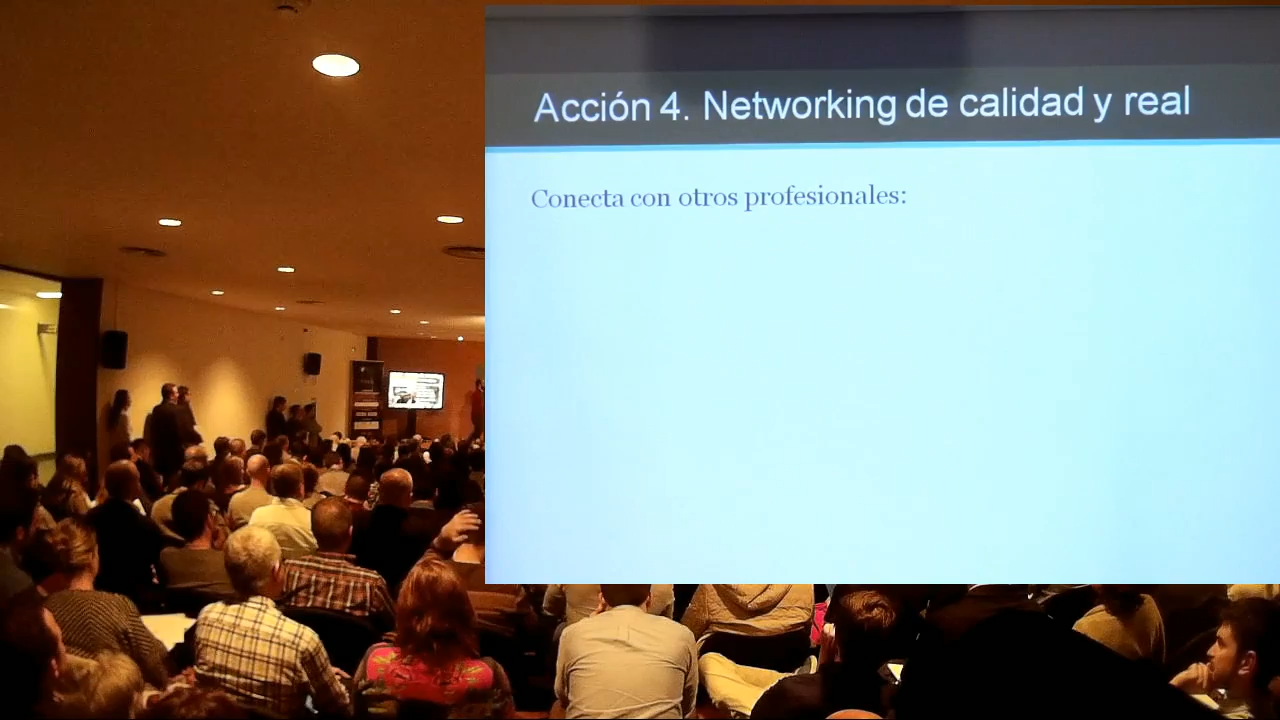 Acción 4. Networking de calidad y real
Conecta con otros profesionales: